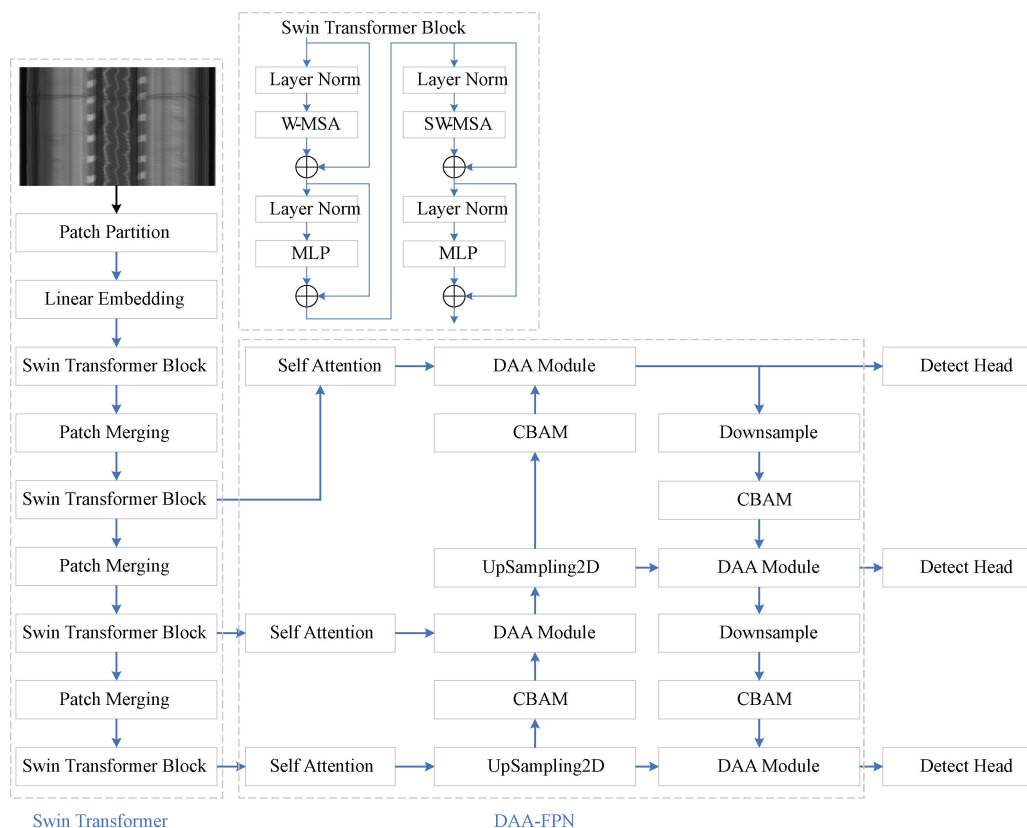 Swin Transformer Block
Layer Norm
Layer Norm
W-MSA
SW-MSA
Layer Norm
Layer Norm
MLP
MLP
Patch Partition
Linear Embedding
Swin Transformer Block
Patch Merging
Swin Transformer Block
Patch Merging
Swin Transformer Block
Patch Merging
Swin Transformer Block
Self Attention
DAA Module
Detect Head
CBAM
Downsample
CBAM
UpSampling2D
DAA Module
Detect Head
Self Attention
DAA Module
Downsample
CBAM
CBAM
Self Attention
UpSampling2D
DAA Module
Detect Head
Swin Transformer
DAA-FPN